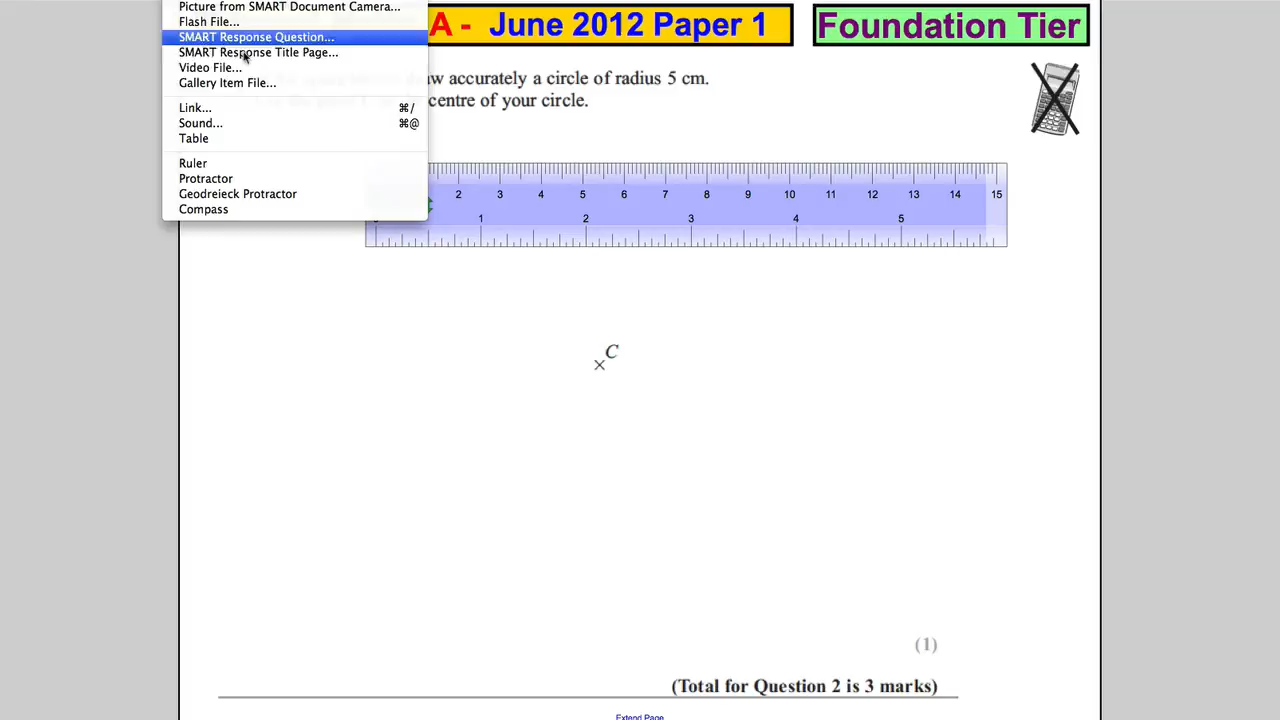 Picture from SMART Document Camera...
Flash File...
SMART Response Question...
SMART Response Title Page...
Video File...
Gallery Item File...
Link... ⌘/
Sound... ⌘@
Table
Ruler
Protractor
Geodreieck Protractor
Compass
A - June 2012 Paper 1
Foundation Tier
accurately a circle of radius 5 cm.
centre of your circle.
2 3 4 5 6 7 8 9 10 11 12 13 14 15
1 2 3 4 5
× C
(1)
(Total for Question 2 is 3 marks)
Extend Page